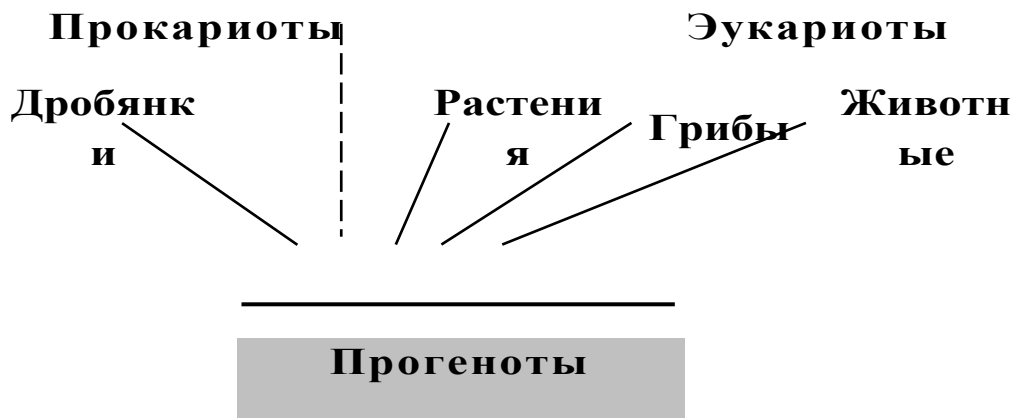 Прокариоты Эукариоты
Дробянк
и
Растени
я
Грибы
Животн
ые
Прогеноты